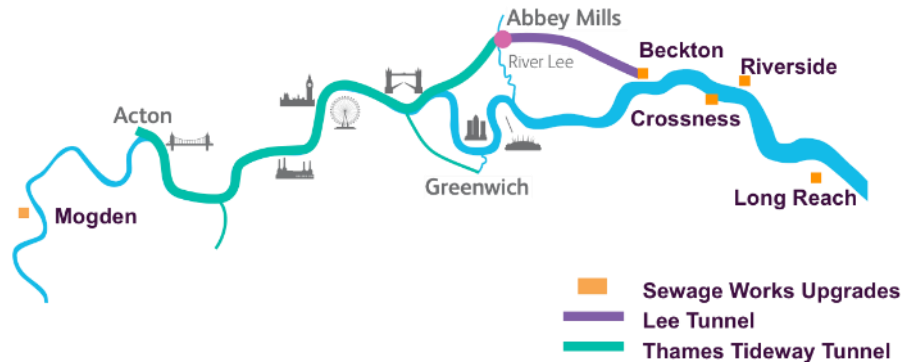 Abbey Mills
Beckton
River Lee
Riverside
Acton
Crossness
Greenwich
Long Reach
Mogden
Sewage Works Upgrades
Lee Tunnel
Thames Tideway Tunnel